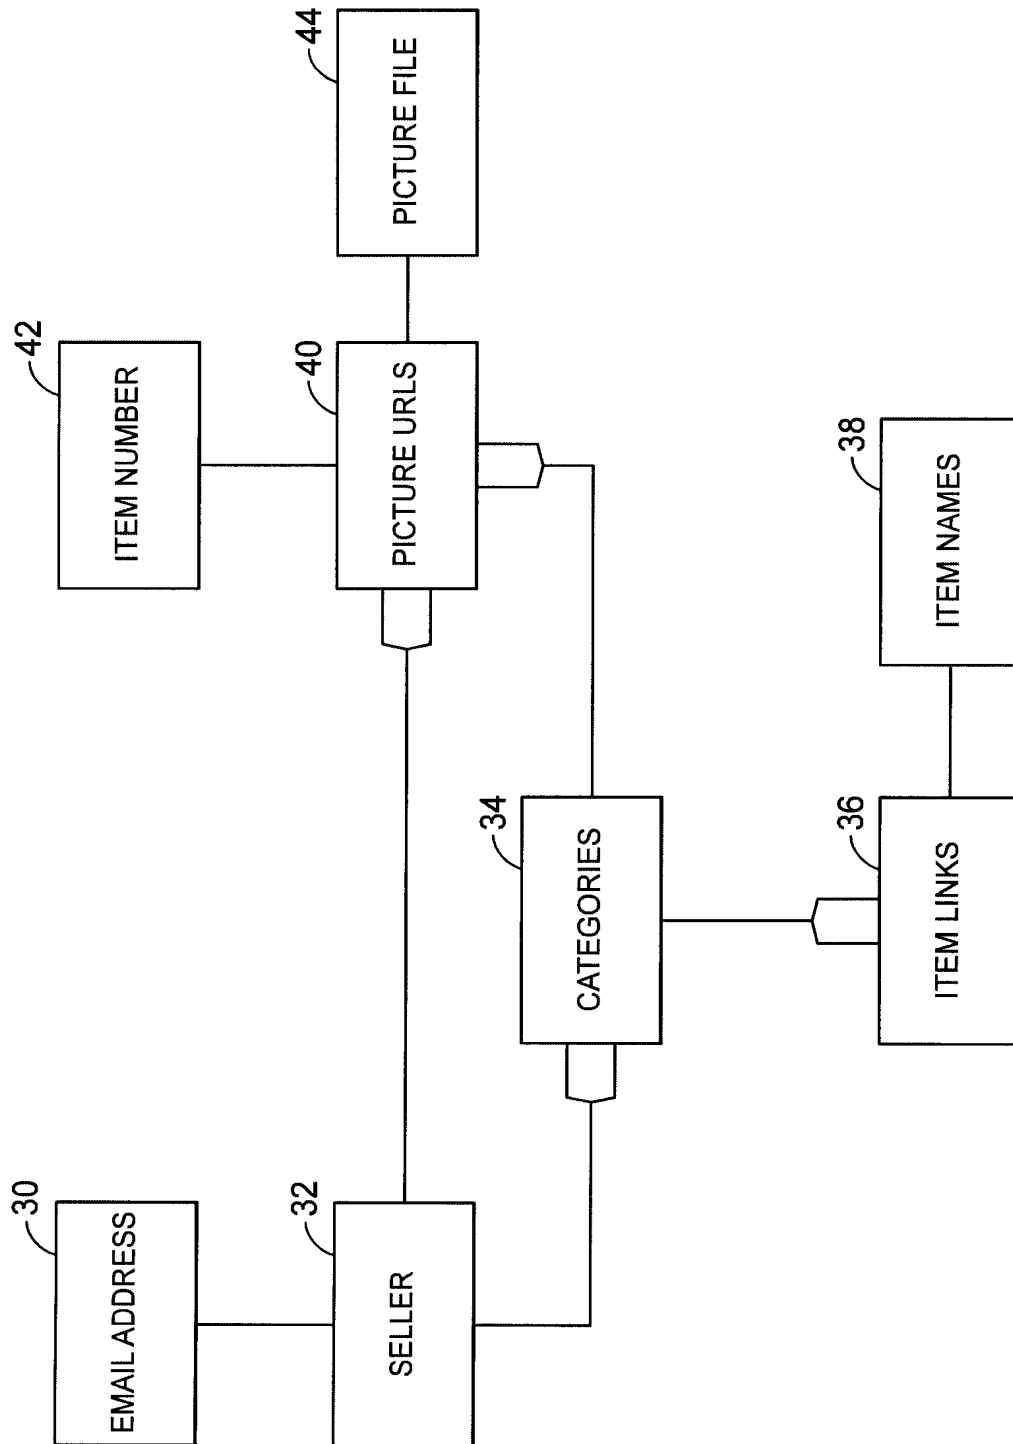 30
EMAIL ADDRESS
32
SELLER
34
CATEGORIES
36
ITEM LINKS
38
ITEM NAMES
40
PICTURE URLS
42
ITEM NUMBER
44
PICTURE FILE